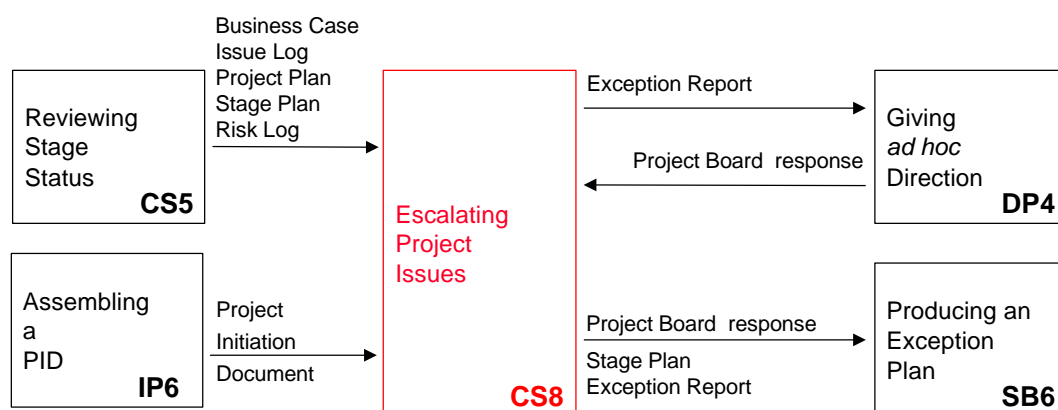 Business Case
Issue Log
Project Plan
Stage Plan
Risk Log
Reviewing
Stage
Status
CS5
Assembling
a
PID
IP6
Project
Initiation
Document
Escalating
Project
Issues
CS8
Exception Report
Project Board response
Giving
ad hoc
Direction
DP4
Project Board response
Stage Plan
Exception Report
Producing an
Exception
Plan
SB6